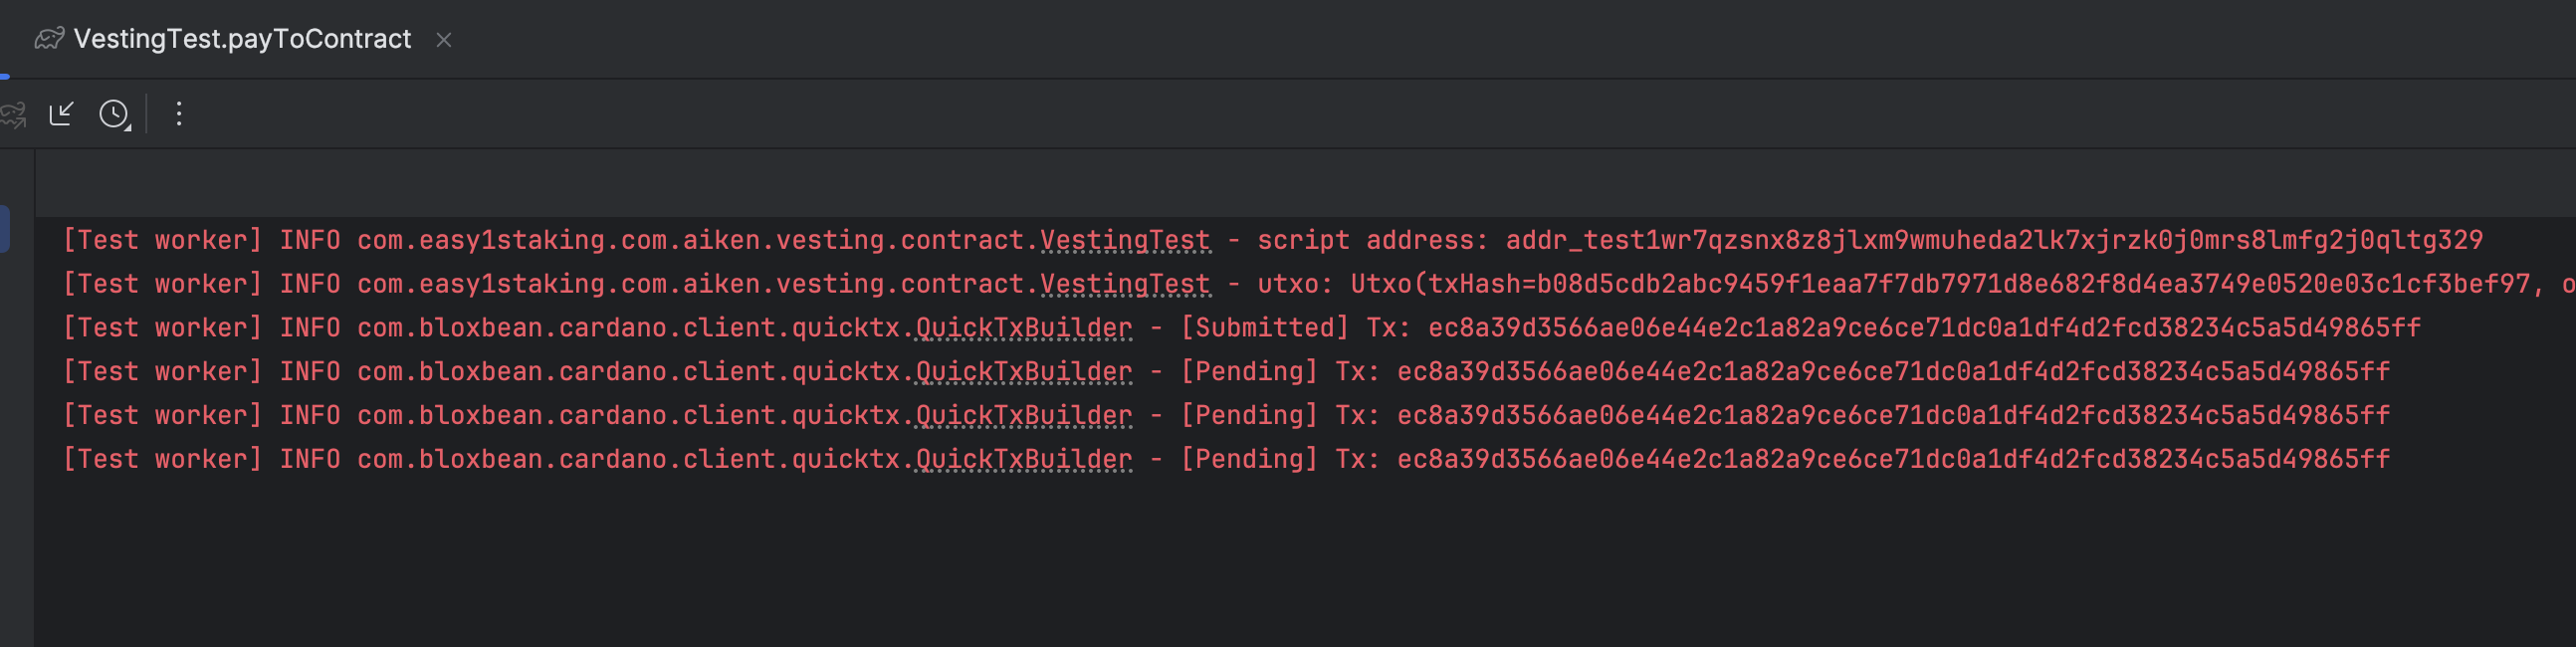 VestingTest.payToContract
[Test worker] INFO com.easy1staking.com.aiken.vesting.contract.VestingTest - script address: addr_test1wr7qzsnx8z8jlxm9wmuheda2lk7xjrzk0j0mrs8lmfg2j0qltg329
[Test worker] INFO com.easy1staking.com.aiken.vesting.contract.VestingTest - utxo: Utxo(txHash=b08d5cdb2abc9459f1eaa7f7db7971d8e682f8d4ea3749e0520e03c1cf3bef97, o
[Test worker] INFO com.bloxbean.cardano.client.quicktx.QuickTxBuilder - [Submitted] Tx: ec8a39d3566ae06e44e2c1a82a9ce6ce71dc0a1df4d2fcd38234c5a5d49865ff
[Test worker] INFO com.bloxbean.cardano.client.quicktx.QuickTxBuilder - [Pending] Tx: ec8a39d3566ae06e44e2c1a82a9ce6ce71dc0a1df4d2fcd38234c5a5d49865ff
[Test worker] INFO com.bloxbean.cardano.client.quicktx.QuickTxBuilder - [Pending] Tx: ec8a39d3566ae06e44e2c1a82a9ce6ce71dc0a1df4d2fcd38234c5a5d49865ff
[Test worker] INFO com.bloxbean.cardano.client.quicktx.QuickTxBuilder - [Pending] Tx: ec8a39d3566ae06e44e2c1a82a9ce6ce71dc0a1df4d2fcd38234c5a5d49865ff